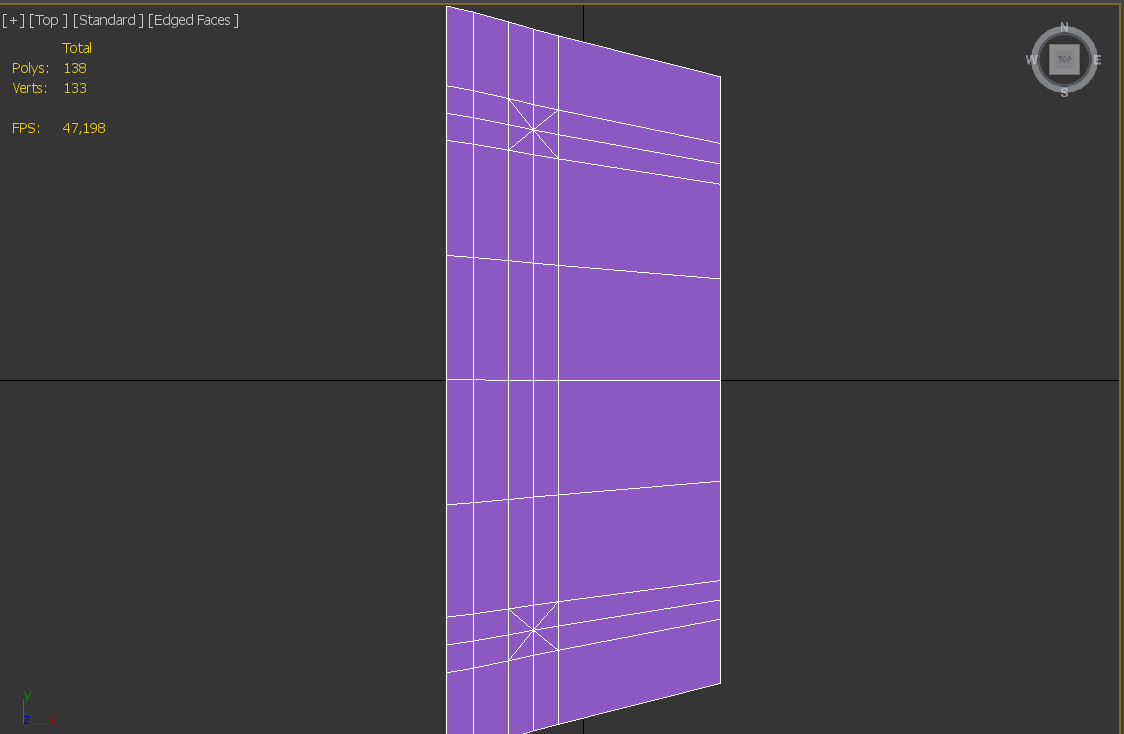 [+] [Top ] [Standard ] [Edged Faces ]
Total
Polys: 138
Verts: 133
FPS: 47,198
N
W TOP E
S
y
z x